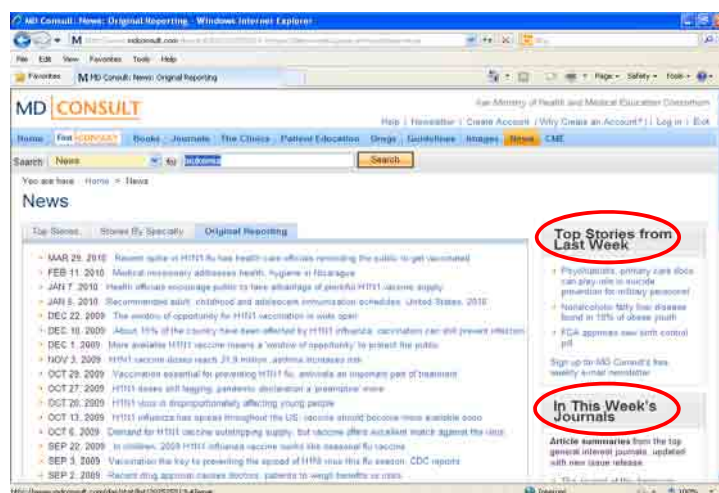 MD Consult: News: Original Reporting - Windows Internet Explorer
mdconsult.com
File Edit View Favorites Tools Help
Favorites MD Consult: News: Original Reporting
Page Safety Tools
MD CONSULT
Ministry of Health and Medical Education Consortium
Help | Newsletter | Create Account (Why Create an Account?) | Log in | Exit
Home First CONSULT Books Journals The Clinics Patient Education Drugs Guidelines Images News CME
Search News for Search
You are here: Home > News
News
Top Stories Stories By Specialty Original Reporting
MAR 29, 2010 Recent spike in H1N1 flu has health care officials reminding the public to get vaccinated
FEB 11, 2010 Medical missionary addresses health, hygiene in Nicaragua
JAN 7, 2010 Health officials encourage public to take advantage of plentiful H1N1 vaccine supply
JAN 5, 2010 Recommended adult, childhood and adolescent immunization schedules: United States, 2010
DEC 22, 2009 The window of opportunity for H1N1 vaccination is wide open
DEC 10, 2009 About 15% of the country have been affected by H1N1 influenza; vaccination can still prevent infection
DEC 1, 2009 More available H1N1 vaccine means a 'window of opportunity' to protect the public
NOV 3, 2009 H1N1 vaccine doses reach million, asthma increases risk
OCT 29, 2009 Vaccination essential for preventing H1N1 flu, antivirals an important part of treatment
OCT 27, 2009 H1N1 doses still lagging, pandemic declaration a 'preemptive' move
OCT 20, 2009 H1N1 virus is disproportionately affecting young people
OCT 13, 2009 H1N1 influenza has spread throughout the US; vaccine should become more available soon
OCT 6, 2009 Demand for H1N1 vaccine outstripping supply, but vaccine offers excellent match against the virus
SEP 22, 2009 In children, 2009 H1N1 influenza vaccine works like seasonal flu vaccine
SEP 3, 2009 Vaccination the key to preventing the spread of H1N1 virus this flu season, CDC reports
SEP 2, 2009 Recent drug approval causes doctors, patients to weigh benefits vs. risks
Top Stories from
Last Week
Psychiatrists, primary care docs
can play role in suicide
prevention for military personnel
Nonalcoholic fatty liver disease
found in 10% of obese youth
FDA approves new birth control
pill
Sign up for MD Consult's free
weekly e-mail newsletter
In This Week's
Journals
Article summaries from the top
general interest journals, updated
with new issue release.
Internet 100%